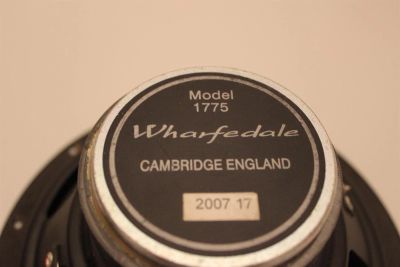 Model
1775
Wharfedale
CAMBRIDGE ENGLAND
2007 17